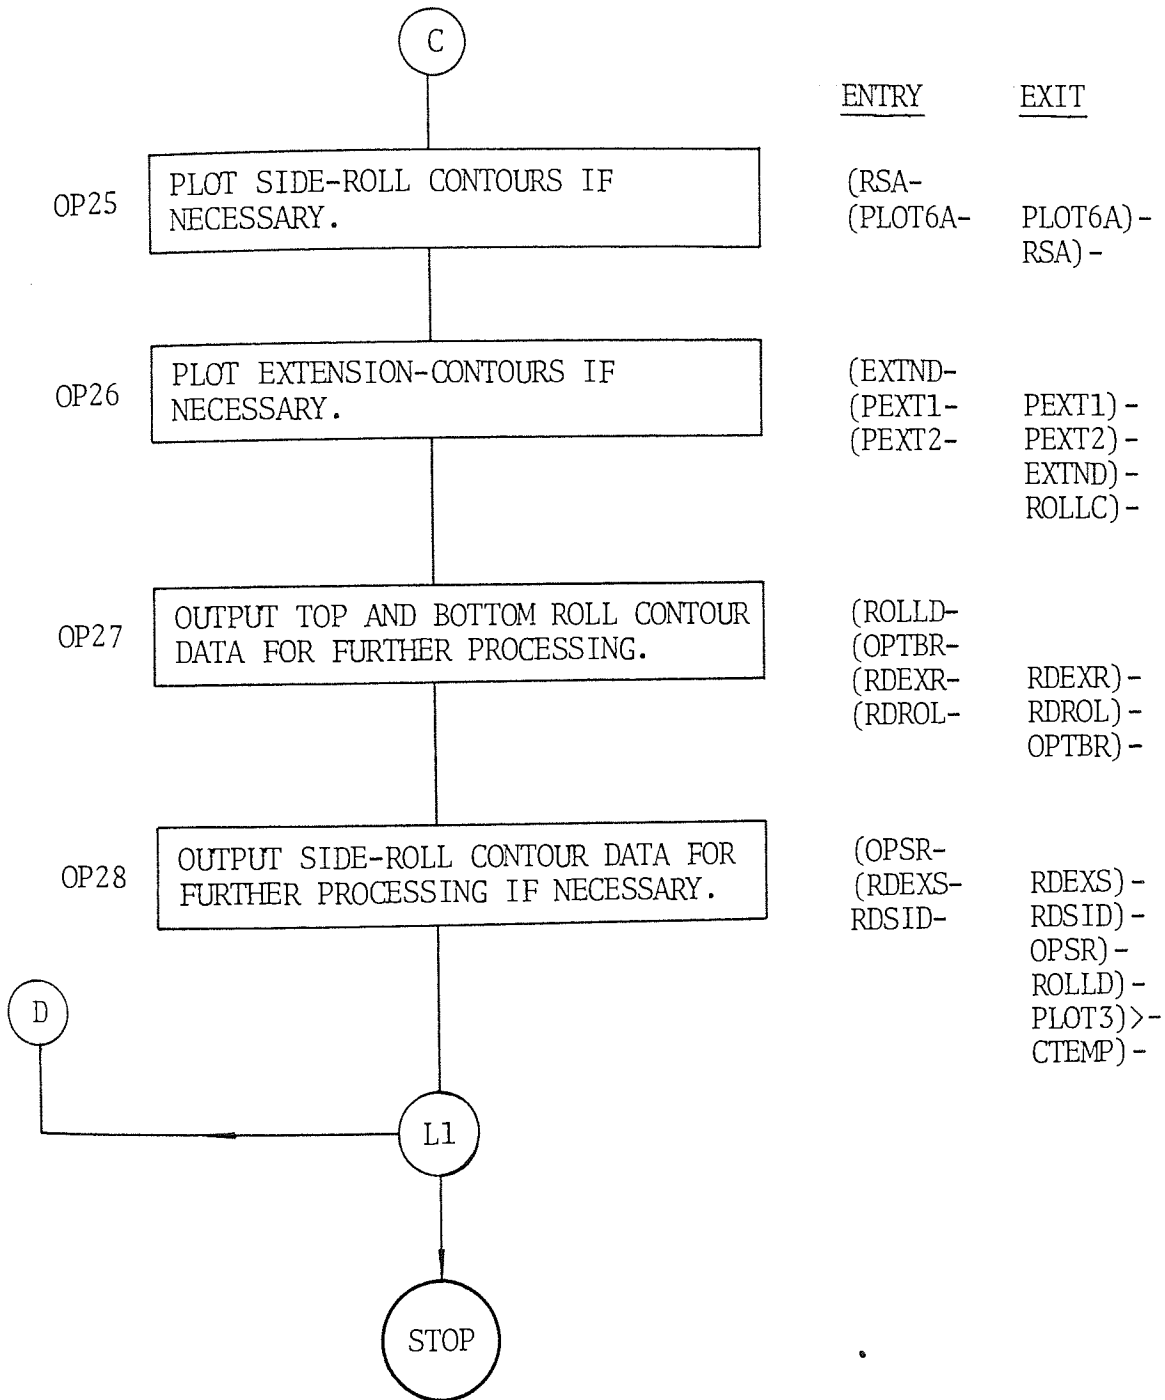 C
ENTRY EXIT
OP25
PLOT SIDE-ROLL CONTOURS IF
NECESSARY.
(RSA-
(PLOT6A- PLOT6A)-
RSA)-
OP26
PLOT EXTENSION-CONTOURS IF
NECESSARY.
(EXTND-
(PEXT1- PEXT1)-
(PEXT2- PEXT2)-
EXTND)-
ROLLC)-
OP27
OUTPUT TOP AND BOTTOM ROLL CONTOUR
DATA FOR FURTHER PROCESSING.
(ROLLD-
(OPTBR-
(RDEXR- RDEXR)-
(RDROL- RDROL)-
OPTBR)-
OP28
OUTPUT SIDE-ROLL CONTOUR DATA FOR
FURTHER PROCESSING IF NECESSARY.
(OPSR-
(RDEXS- RDEXS)-
RDSID- RDSID)-
OPSR)-
ROLLD)-
PLOT3)>-
CTEMP)-
D
L1
STOP